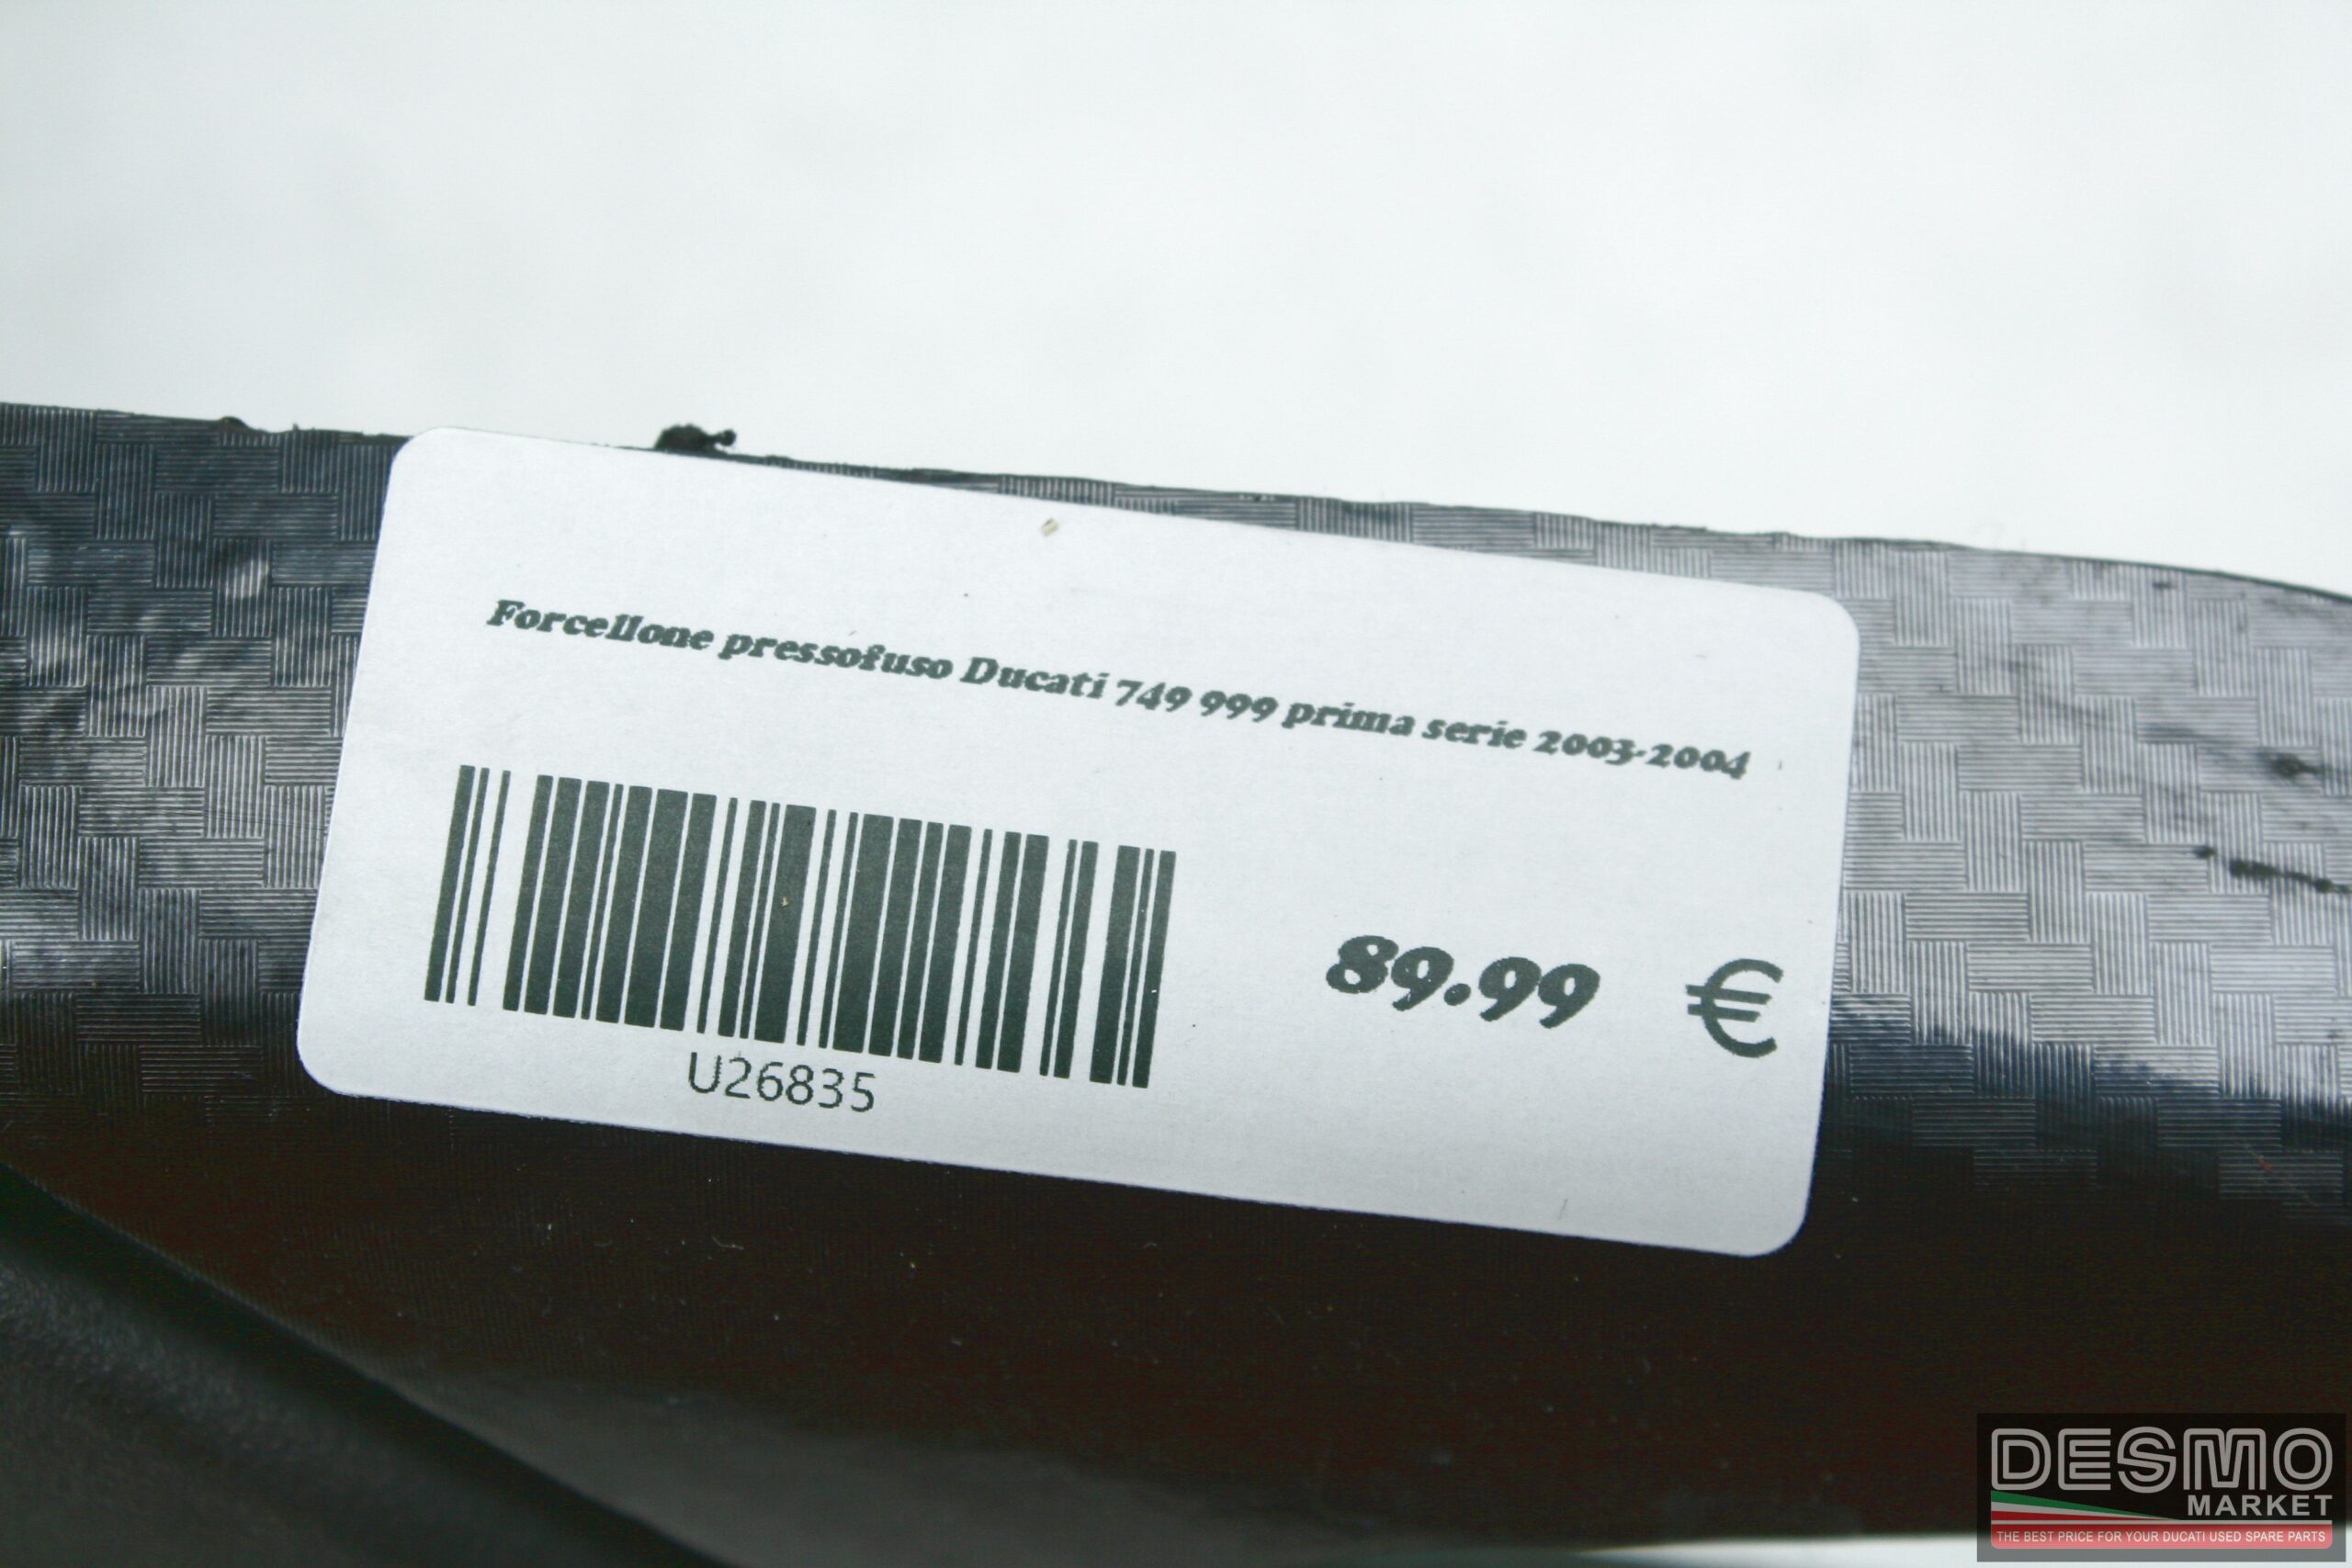 Forcellone pressofuso Ducati 749 999 prima serie 2003-2004
89.99 €
U26835
DESMO
MARKET
THE BEST PRICE FOR YOUR DUCATI USED SPARE PARTS